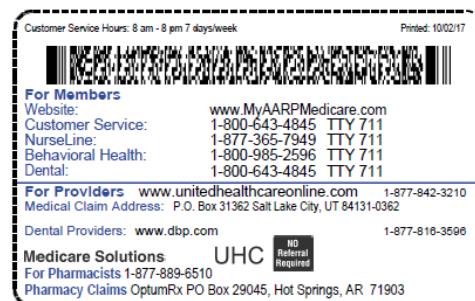 Customer Service Hours: 8 am - 8 pm 7 days/week Printed: 10/02/17
For Members
Website: www.MyAARPMedicare.com
Customer Service: 1-800-643-4845 TTY 711
NurseLine: 1-877-365-7949 TTY 711
Behavioral Health: 1-800-985-2596 TTY 711
Dental: 1-800-643-4845 TTY 711
For Providers www.unitedhealthcareonline.com 1-877-842-3210
Medical Claim Address: P.O. Box 31362 Salt Lake City, UT 84131-0362
Dental Providers: www.dbp.com 1-877-816-3596
Medicare Solutions UHC
NO
Referral
Required
For Pharmacists 1-877-889-6510
Pharmacy Claims OptumRx PO Box 29045, Hot Springs, AR 71903